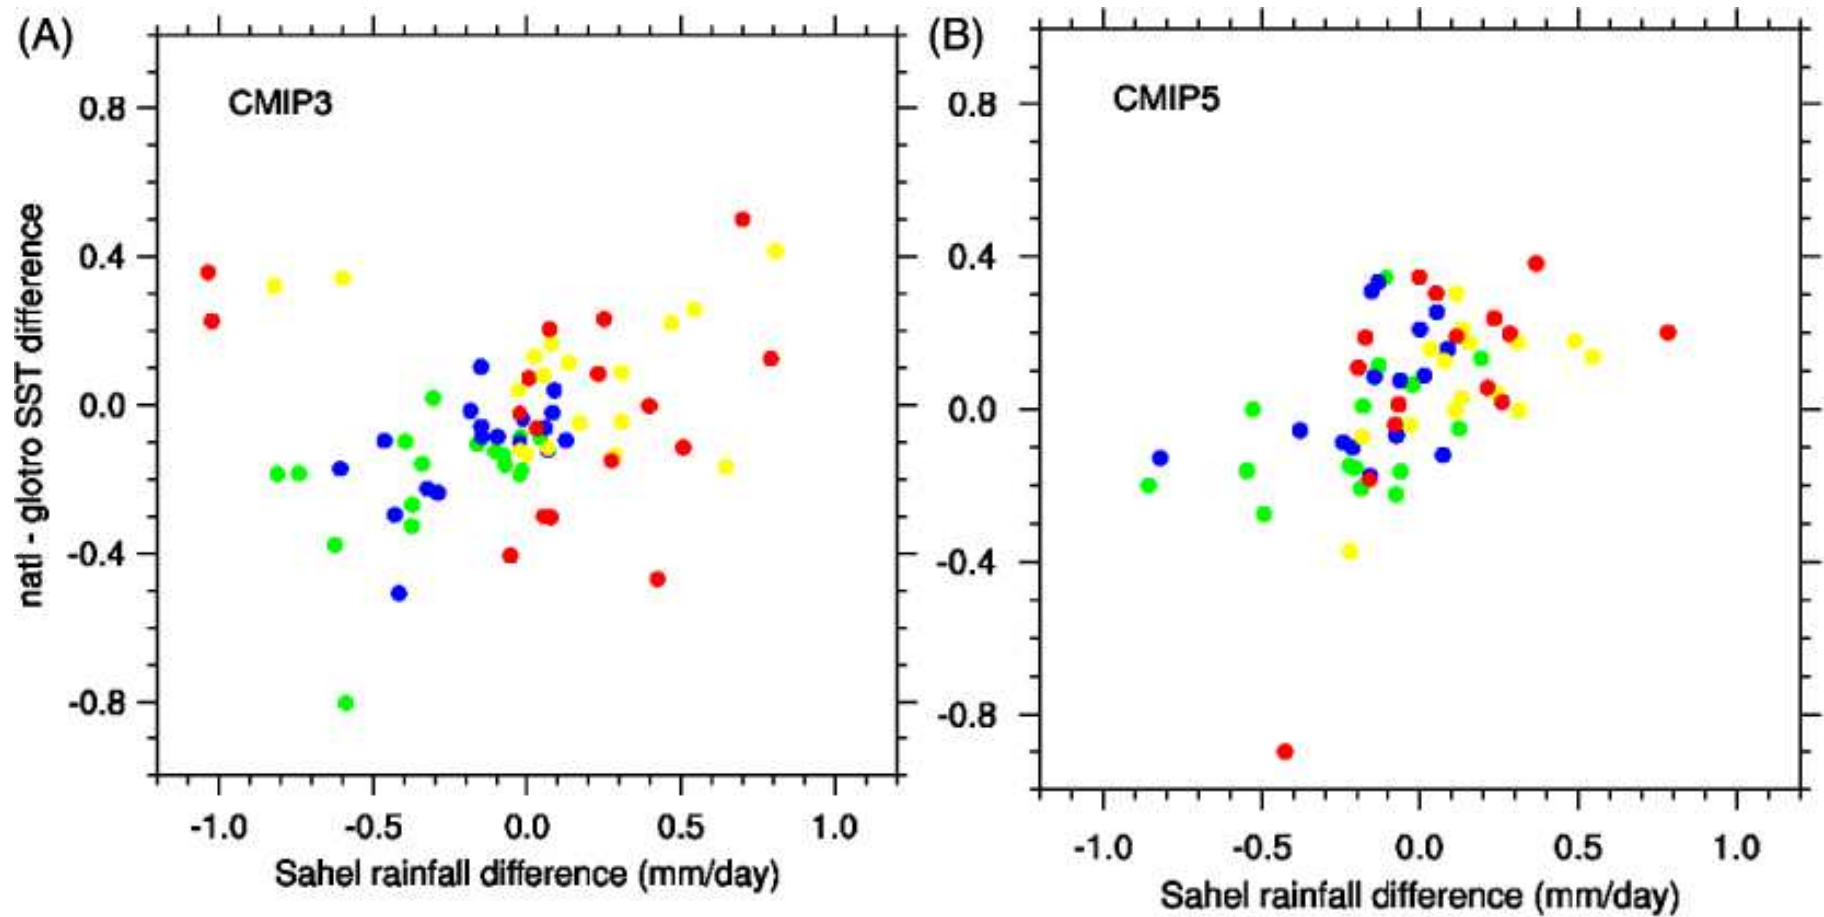 (A)
CMIP3
0.8
0.4
0.0
-0.4
-0.8
natl - glotro SST difference
-1.0 -0.5 0.0 0.5 1.0
Sahel rainfall difference (mm/day)
(B)
CMIP5
0.8
0.4
0.0
-0.4
-0.8
-1.0 -0.5 0.0 0.5 1.0
Sahel rainfall difference (mm/day)